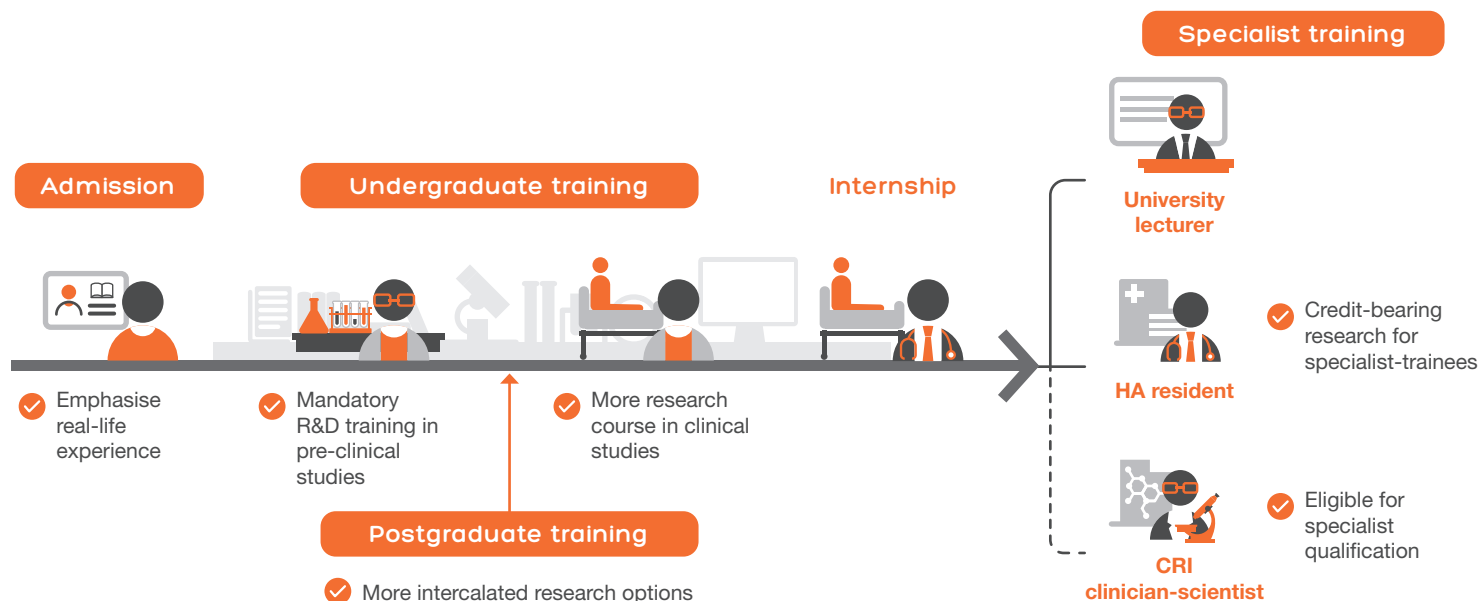 Specialist training
Admission
Undergraduate training
Internship
University
lecturer
Emphasise
real-life
experience
Mandatory
R&D training in
pre-clinical
studies
More research
course in clinical
studies
HA resident
Credit-bearing
research for
specialist-trainees
Postgraduate training
More intercalated research options
CRI
clinician-scientist
Eligible for
specialist
qualification